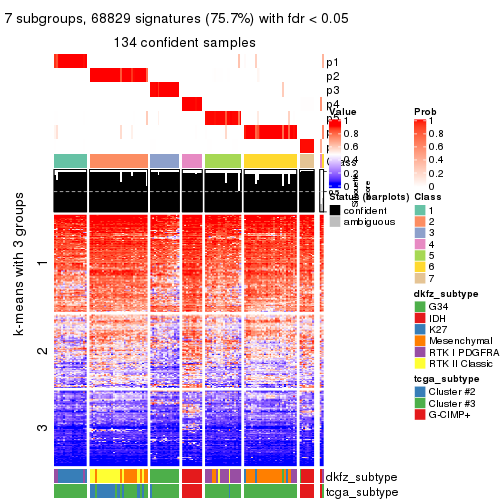 7 subgroups, 68829 signatures (75.7%) with fdr < 0.05
134 confident samples
p1
p2
p3
p4
Value
1
0.8
0.6
0.4
0.2
0
Prob
1
0.8
0.6
0.4
0.2
0
Status (barplots)
confident
ambiguous
Class
1
2
3
4
5
6
7
dkfz_subtype
G34
IDH
K27
Mesenchymal
RTK I PDGFRA
RTK II Classic
tcga_subtype
Cluster #2
Cluster #3
G-CIMP+
k-means with 3 groups
1
2
3
dkfz_subtype
tcga_subtype